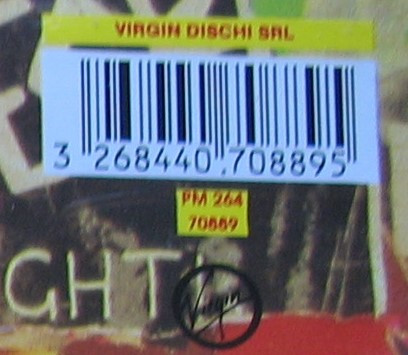 VIRGIN DISCHI SRL
3 268440 708895
PM 264
70889
GHT
Virgin